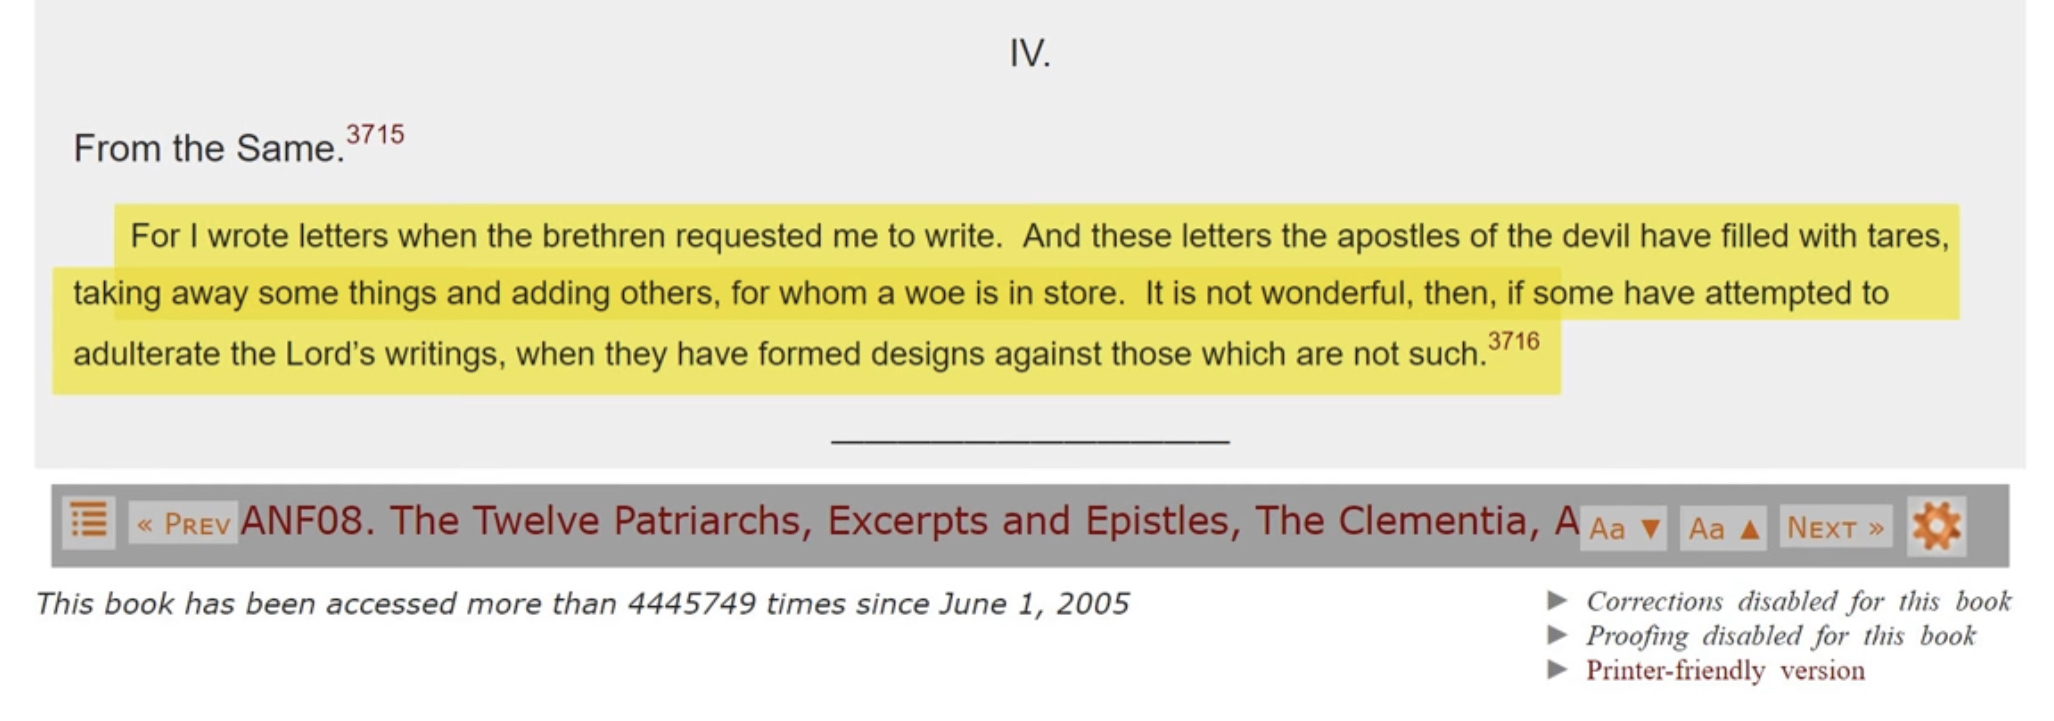 IV.
From the Same.3715
For I wrote letters when the brethren requested me to write.  And these letters the apostles of the devil have filled with tares,
taking away some things and adding others, for whom a woe is in store.  It is not wonderful, then, if some have attempted to
adulterate the Lord’s writings, when they have formed designs against those which are not such.3716
« PREV ANF08. The Twelve Patriarchs, Excerpts and Epistles, The Clementia, A Aa ▼ Aa ▲ NEXT »
This book has been accessed more than 4445749 times since June 1, 2005
► Corrections disabled for this book
► Proofing disabled for this book
► Printer-friendly version